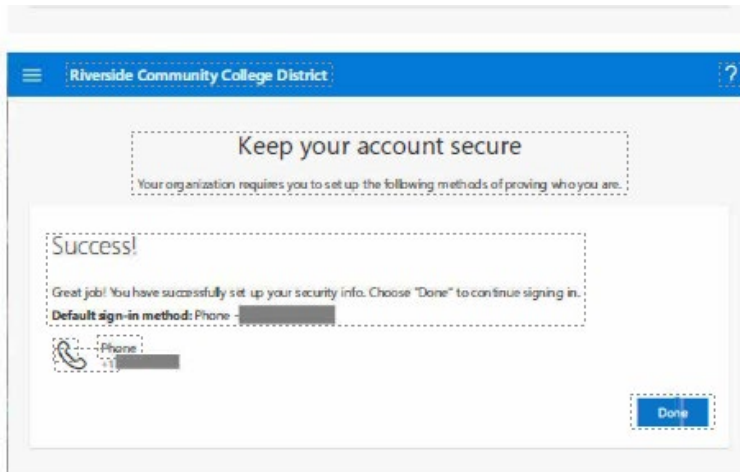 Riverside Community College District
?
Keep your account secure
Your organization requires you to set up the following methods of proving who you are.
Success!
Great job! You have successfully set up your security info. Choose "Done" to continue signing in.
Default sign-in method: Phone -
Phone
+1
Done